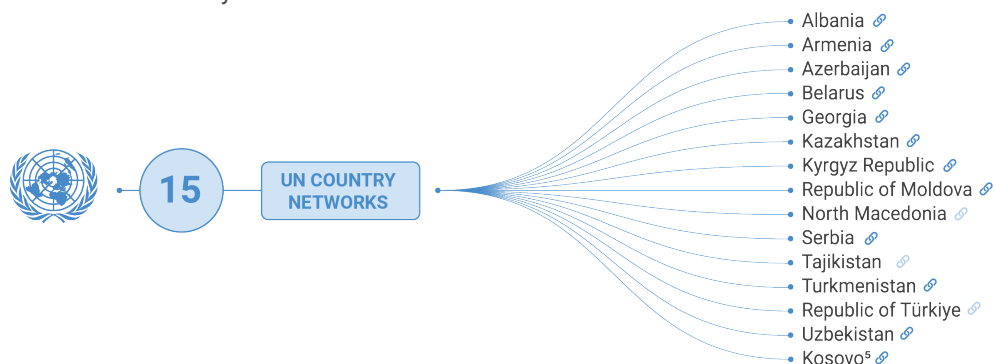 15
UN COUNTRY
NETWORKS
Albania
Armenia
Azerbaijan
Belarus
Georgia
Kazakhstan
Kyrgyz Republic
Republic of Moldova
North Macedonia
Serbia
Tajikistan
Turkmenistan
Republic of Türkiye
Uzbekistan
Kosovo⁵